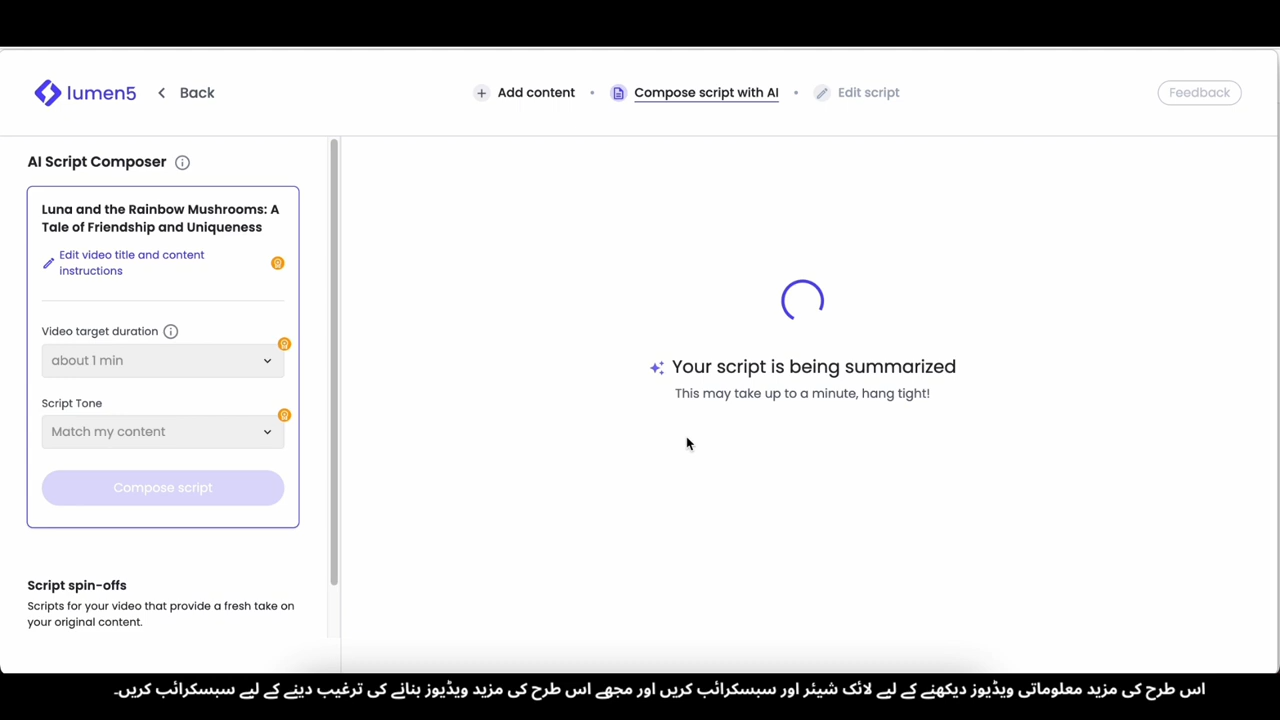 lumen5
Back
Add content
Compose script with AI
Edit script
Feedback
AI Script Composer
Luna and the Rainbow Mushrooms: A
Tale of Friendship and Uniqueness
Edit video title and content
instructions
Video target duration
about 1 min
Script Tone
Match my content
Compose script
Script spin-offs
Scripts for your video that provide a fresh take on
your original content.
Your script is being summarized
This may take up to a minute, hang tight!
اس طرح کی مزید معلوماتی ویڈیوز دیکھنے کے لیے لائک شیئر اور سبسکرائب کریں اور مجھے اس طرح کی مزید ویڈیوز بنانے کی ترغیب دینے کے لیے سبسکرائب کریں۔